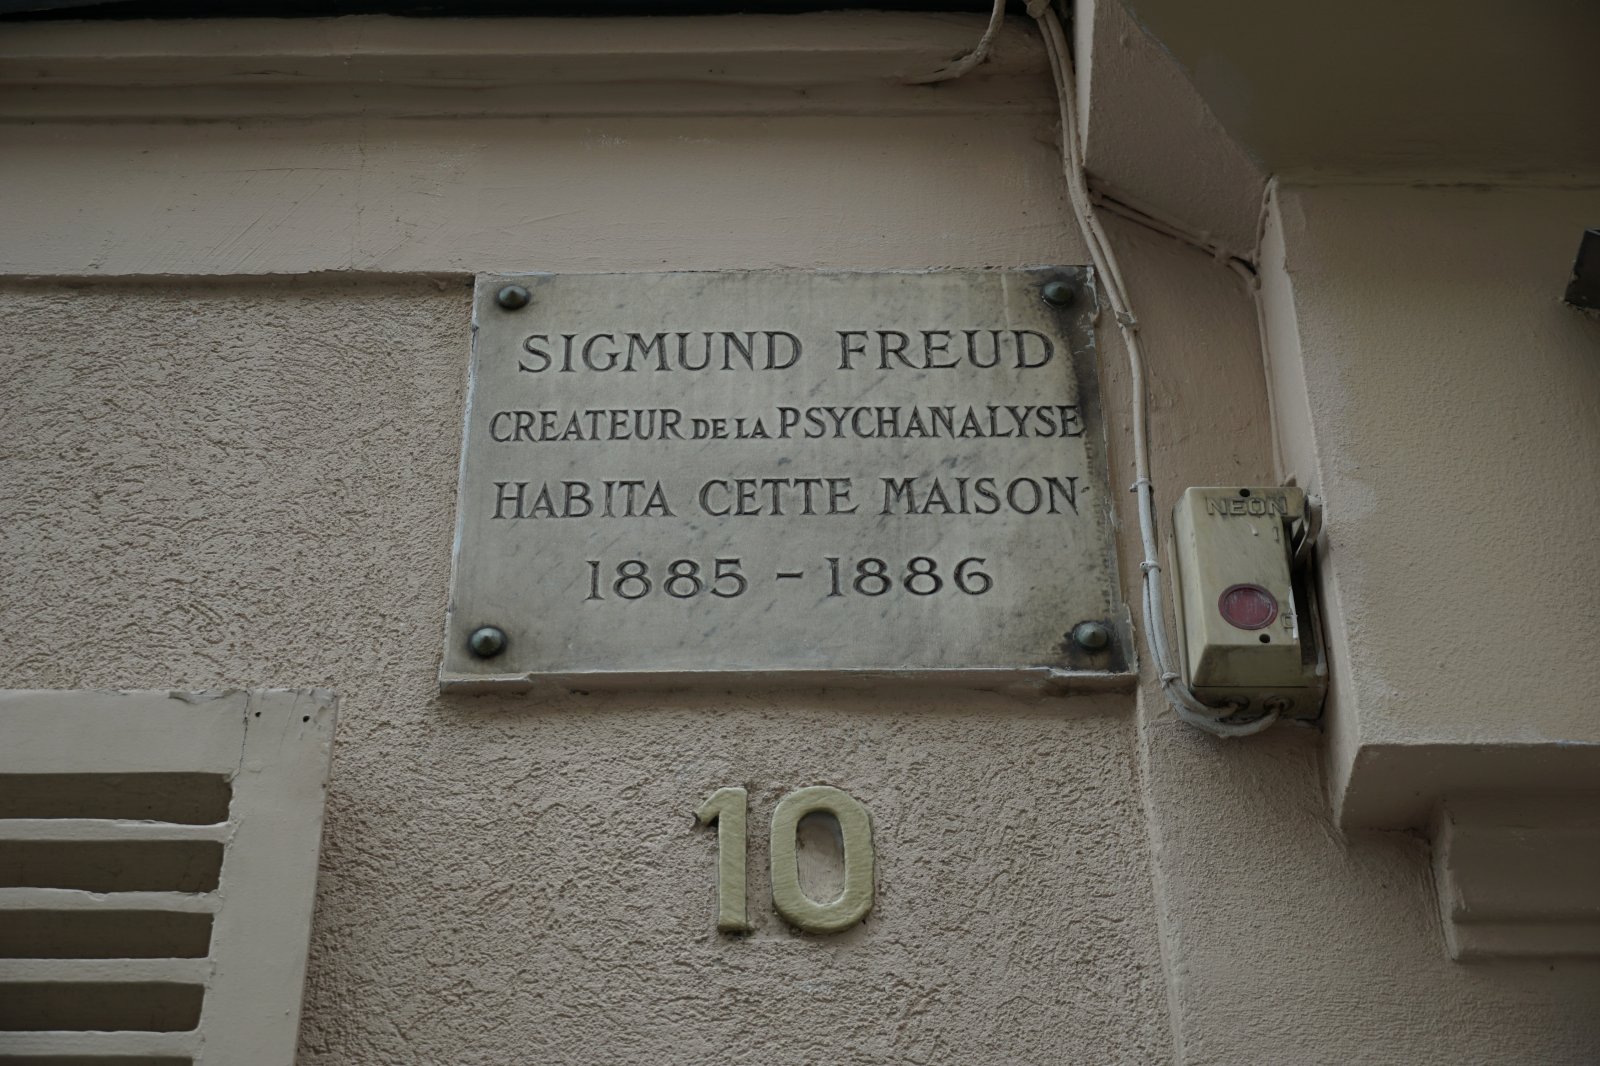 SIGMUND FREUD
CREATEUR DE LA PSYCHANALYSE
HABITA CETTE MAISON
1885 - 1886
NEON
10